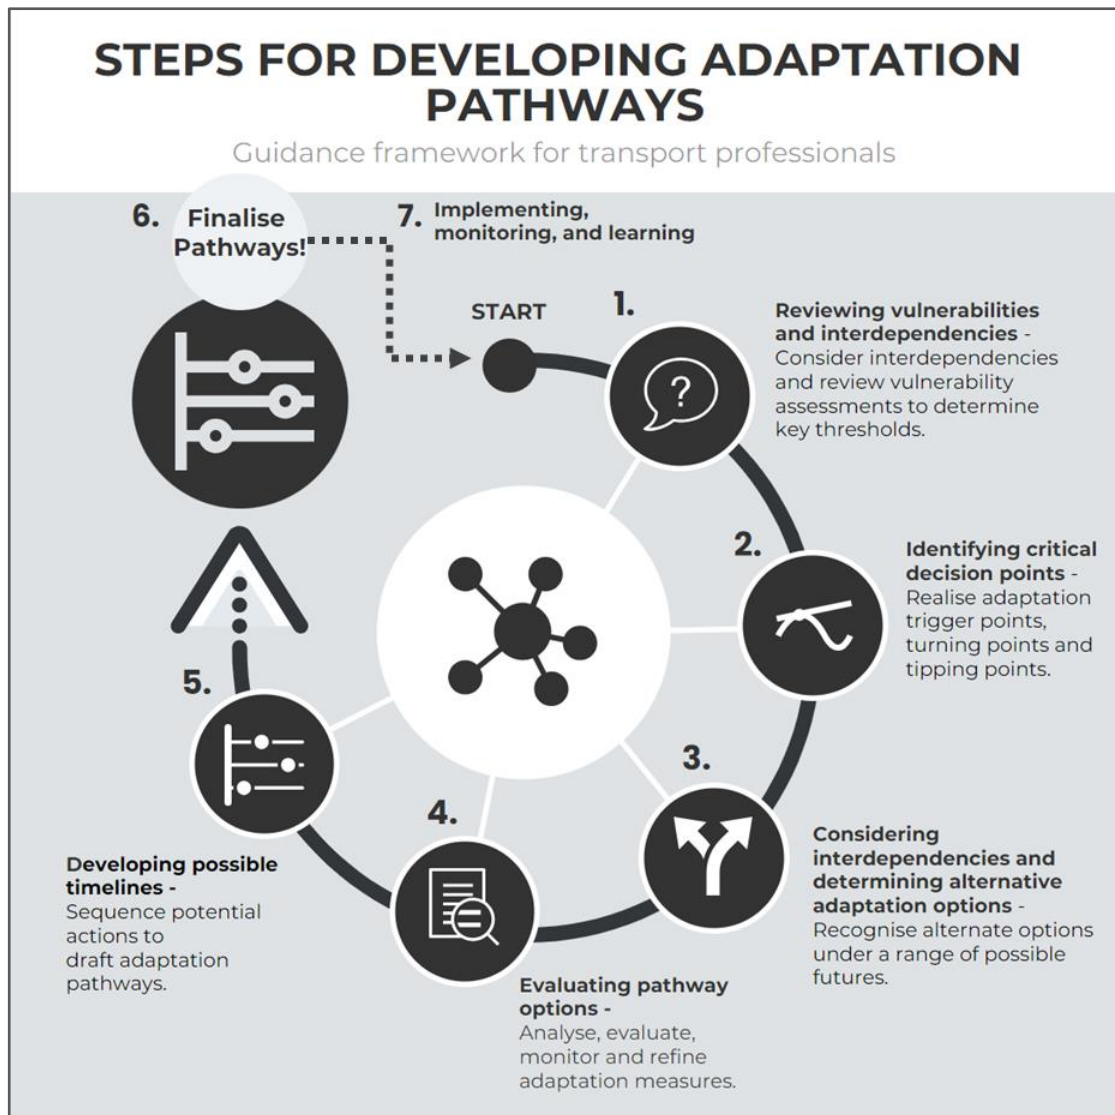 STEPS FOR DEVELOPING ADAPTATION
PATHWAYS
Guidance framework for transport professionals
6.
Finalise
Pathways!
7.
Implementing,
monitoring, and learning
START
1.
Reviewing vulnerabilities
and interdependencies -
Consider interdependencies
and review vulnerability
assessments to determine
key thresholds.
?
2.
Identifying critical
decision points -
Realise adaptation
trigger points,
turning points and
tipping points.
3.
Considering
interdependencies and
determining alternative
adaptation options -
Recognise alternate options
under a range of possible
futures.
4.
Evaluating pathway
options -
Analyse, evaluate,
monitor and refine
adaptation measures.
5.
Developing possible
timelines -
Sequence potential
actions to
draft adaptation
pathways.